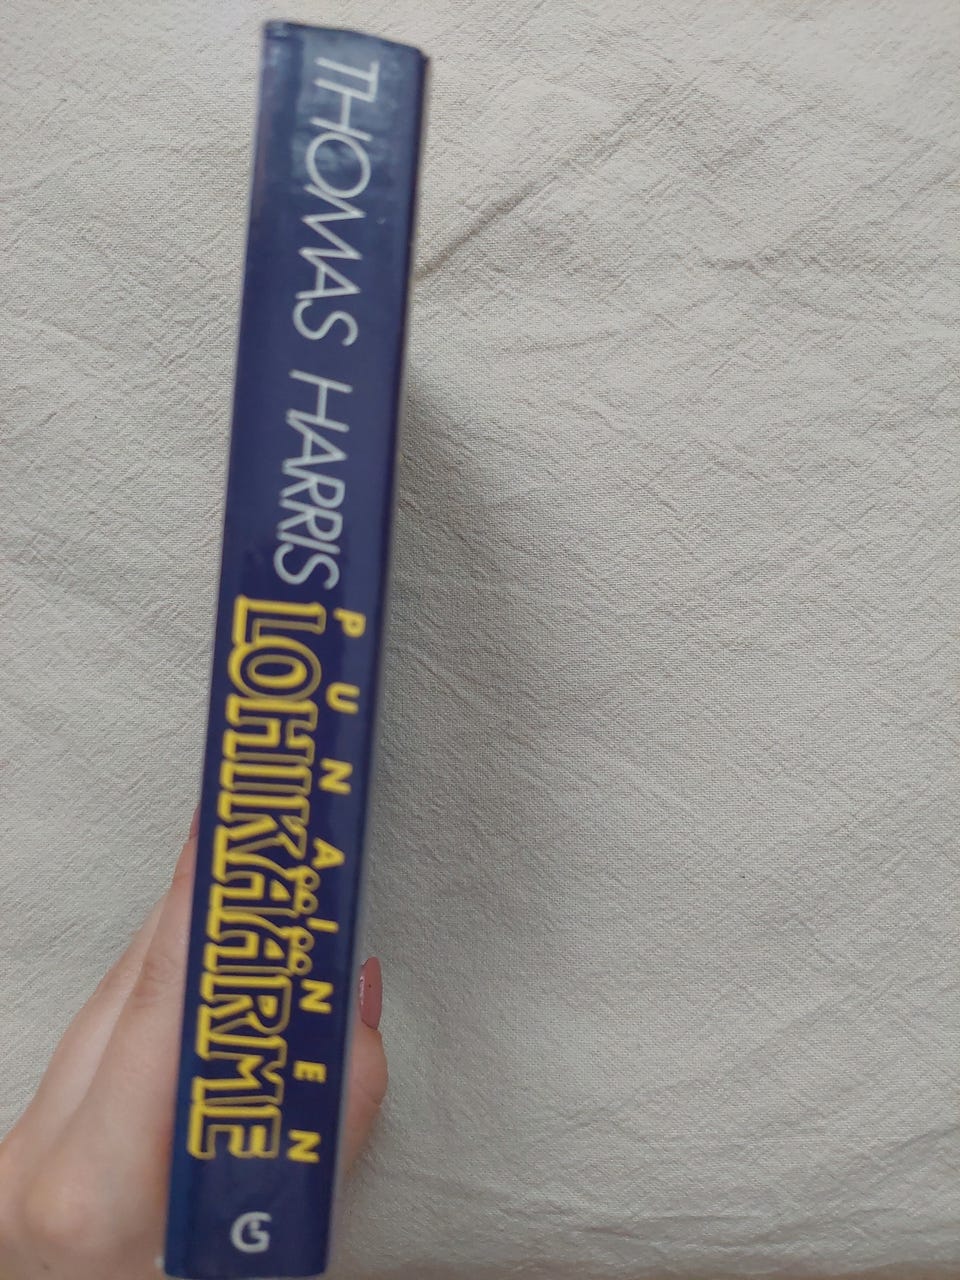 THOMAS HARRIS
PUNAINEN
LOHIKÄÄRME
G